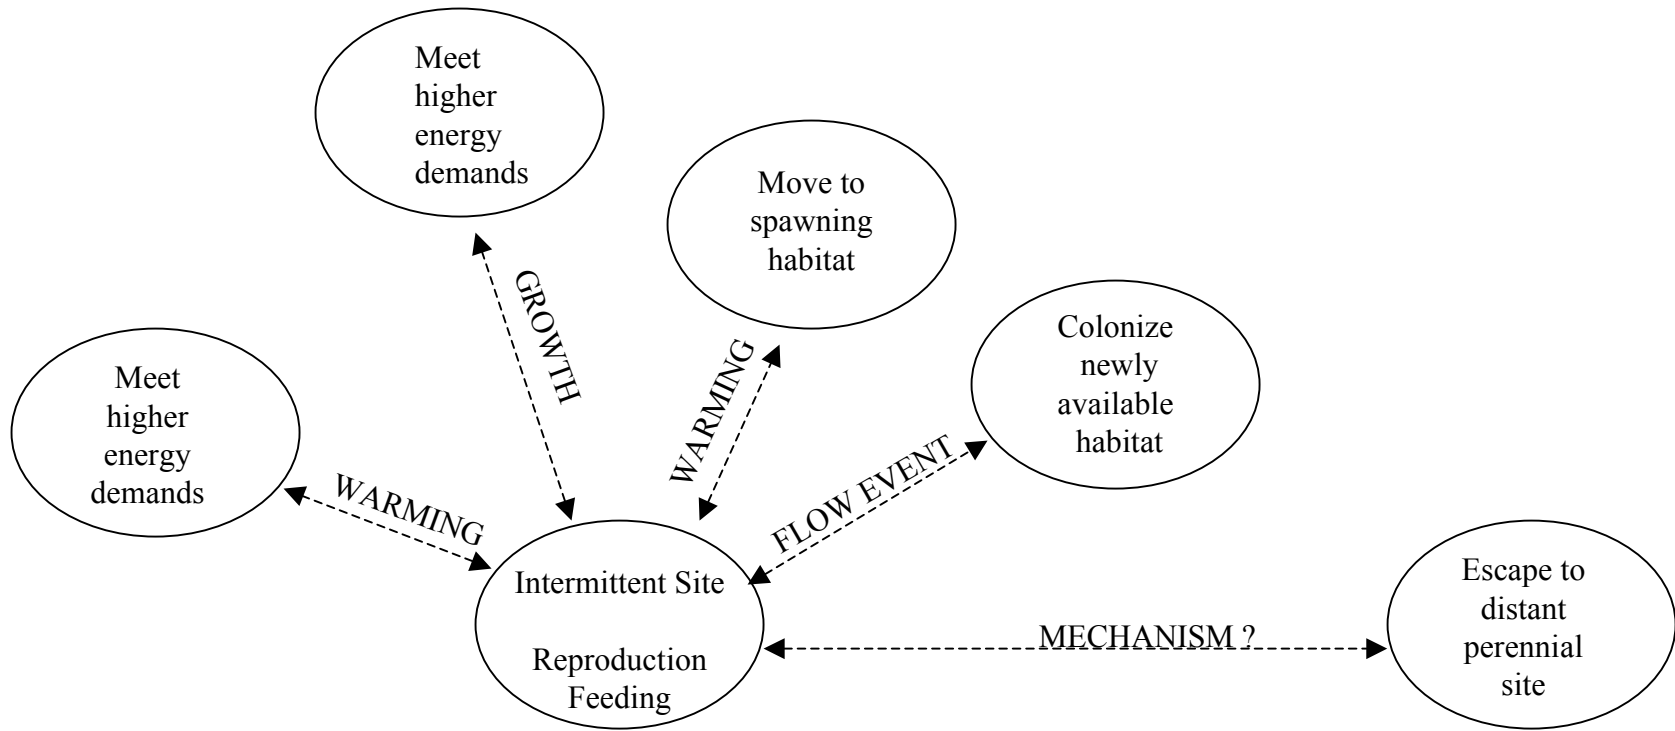 Meet
higher
energy
demands
GROWTH
Move to
spawning
habitat
WARMING
Colonize
newly
available
habitat
FLOW EVENT
Meet
higher
energy
demands
WARMING
Intermittent Site
Reproduction
Feeding
MECHANISM ?
Escape to
distant
perennial
site